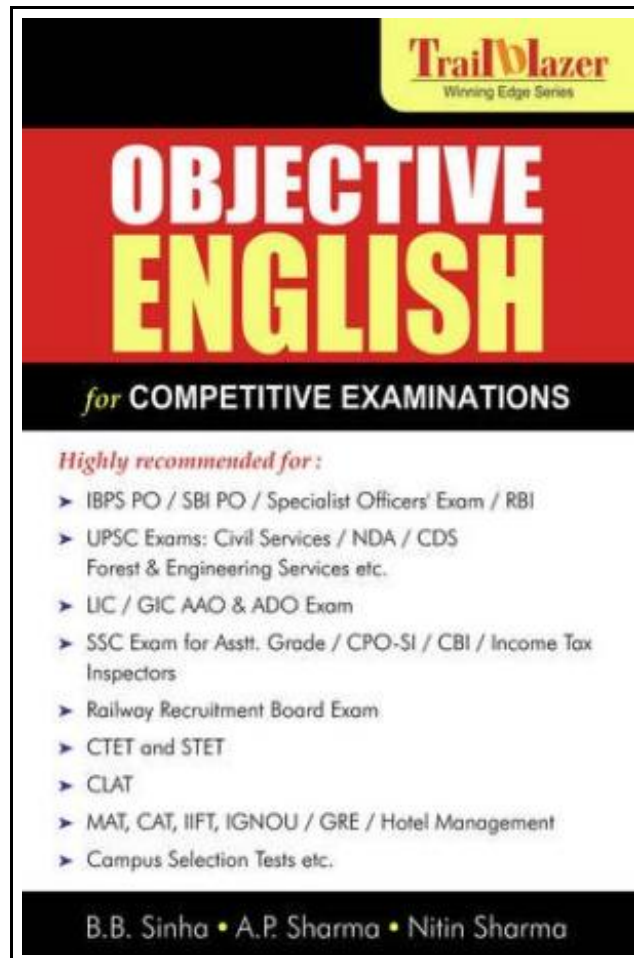 Trailblazer
Winning Edge Series
OBJECTIVE
ENGLISH
for COMPETITIVE EXAMINATIONS
Highly recommended for :
➤ IBPS PO / SBI PO / Specialist Officers' Exam / RBI
➤ UPSC Exams: Civil Services / NDA / CDS
Forest & Engineering Services etc.
➤ LIC / GIC AAO & ADO Exam
➤ SSC Exam for Asstt. Grade / CPO-SI / CBI / Income Tax
Inspectors
➤ Railway Recruitment Board Exam
➤ CTET and STET
➤ CLAT
➤ MAT, CAT, IIFT, IGNOU / GRE / Hotel Management
➤ Campus Selection Tests etc.
B.B. Sinha • A.P. Sharma • Nitin Sharma